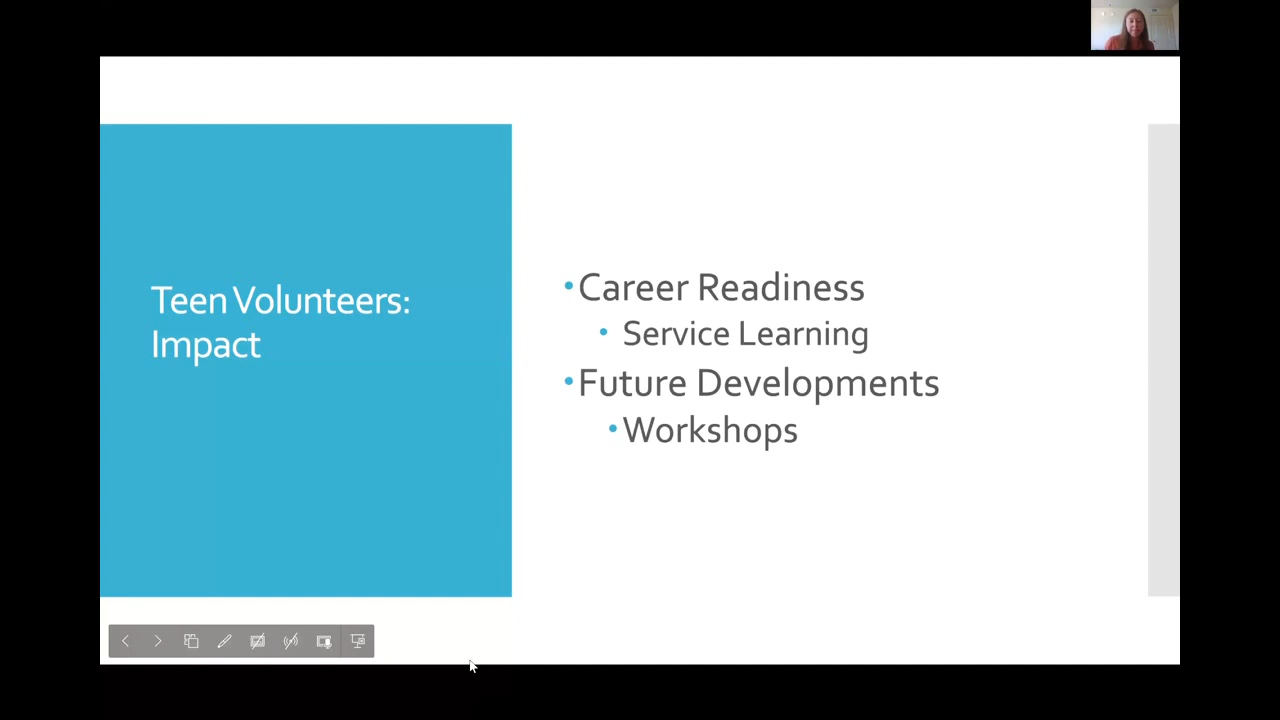 Teen Volunteers:
Impact
•Career Readiness
• Service Learning
•Future Developments
•Workshops